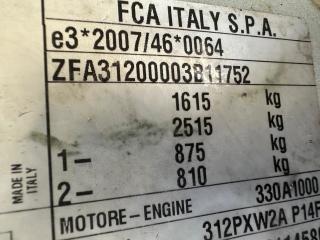 FCA ITALY S.P.A.
e3*2007/46*0064
ZFA31200003B11752
1615 kg
2515 kg
1– 875 kg
2– 810 kg
MADE IN
ITALY
330A1000
MOTORE – ENGINE
312PXW2A P14F